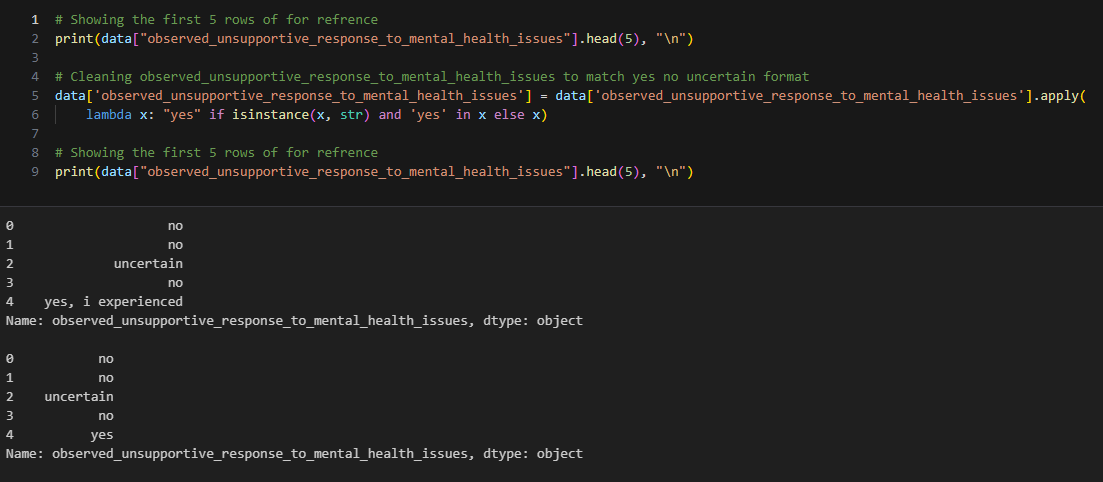 1 # Showing the first 5 rows of for refrence
2 print(data["observed_unsupportive_response_to_mental_health_issues"].head(5), "\n")
3
4 # Cleaning observed_unsupportive_response_to_mental_health_issues to match yes no uncertain format
5 data['observed_unsupportive_response_to_mental_health_issues'] = data['observed_unsupportive_response_to_mental_health_issues'].apply(
6     lambda x: "yes" if isinstance(x, str) and 'yes' in x else x)
7
8 # Showing the first 5 rows of for refrence
9 print(data["observed_unsupportive_response_to_mental_health_issues"].head(5), "\n")
0                    no
1                    no
2             uncertain
3                    no
4    yes, i experienced
Name: observed_unsupportive_response_to_mental_health_issues, dtype: object
0           no
1           no
2    uncertain
3           no
4          yes
Name: observed_unsupportive_response_to_mental_health_issues, dtype: object